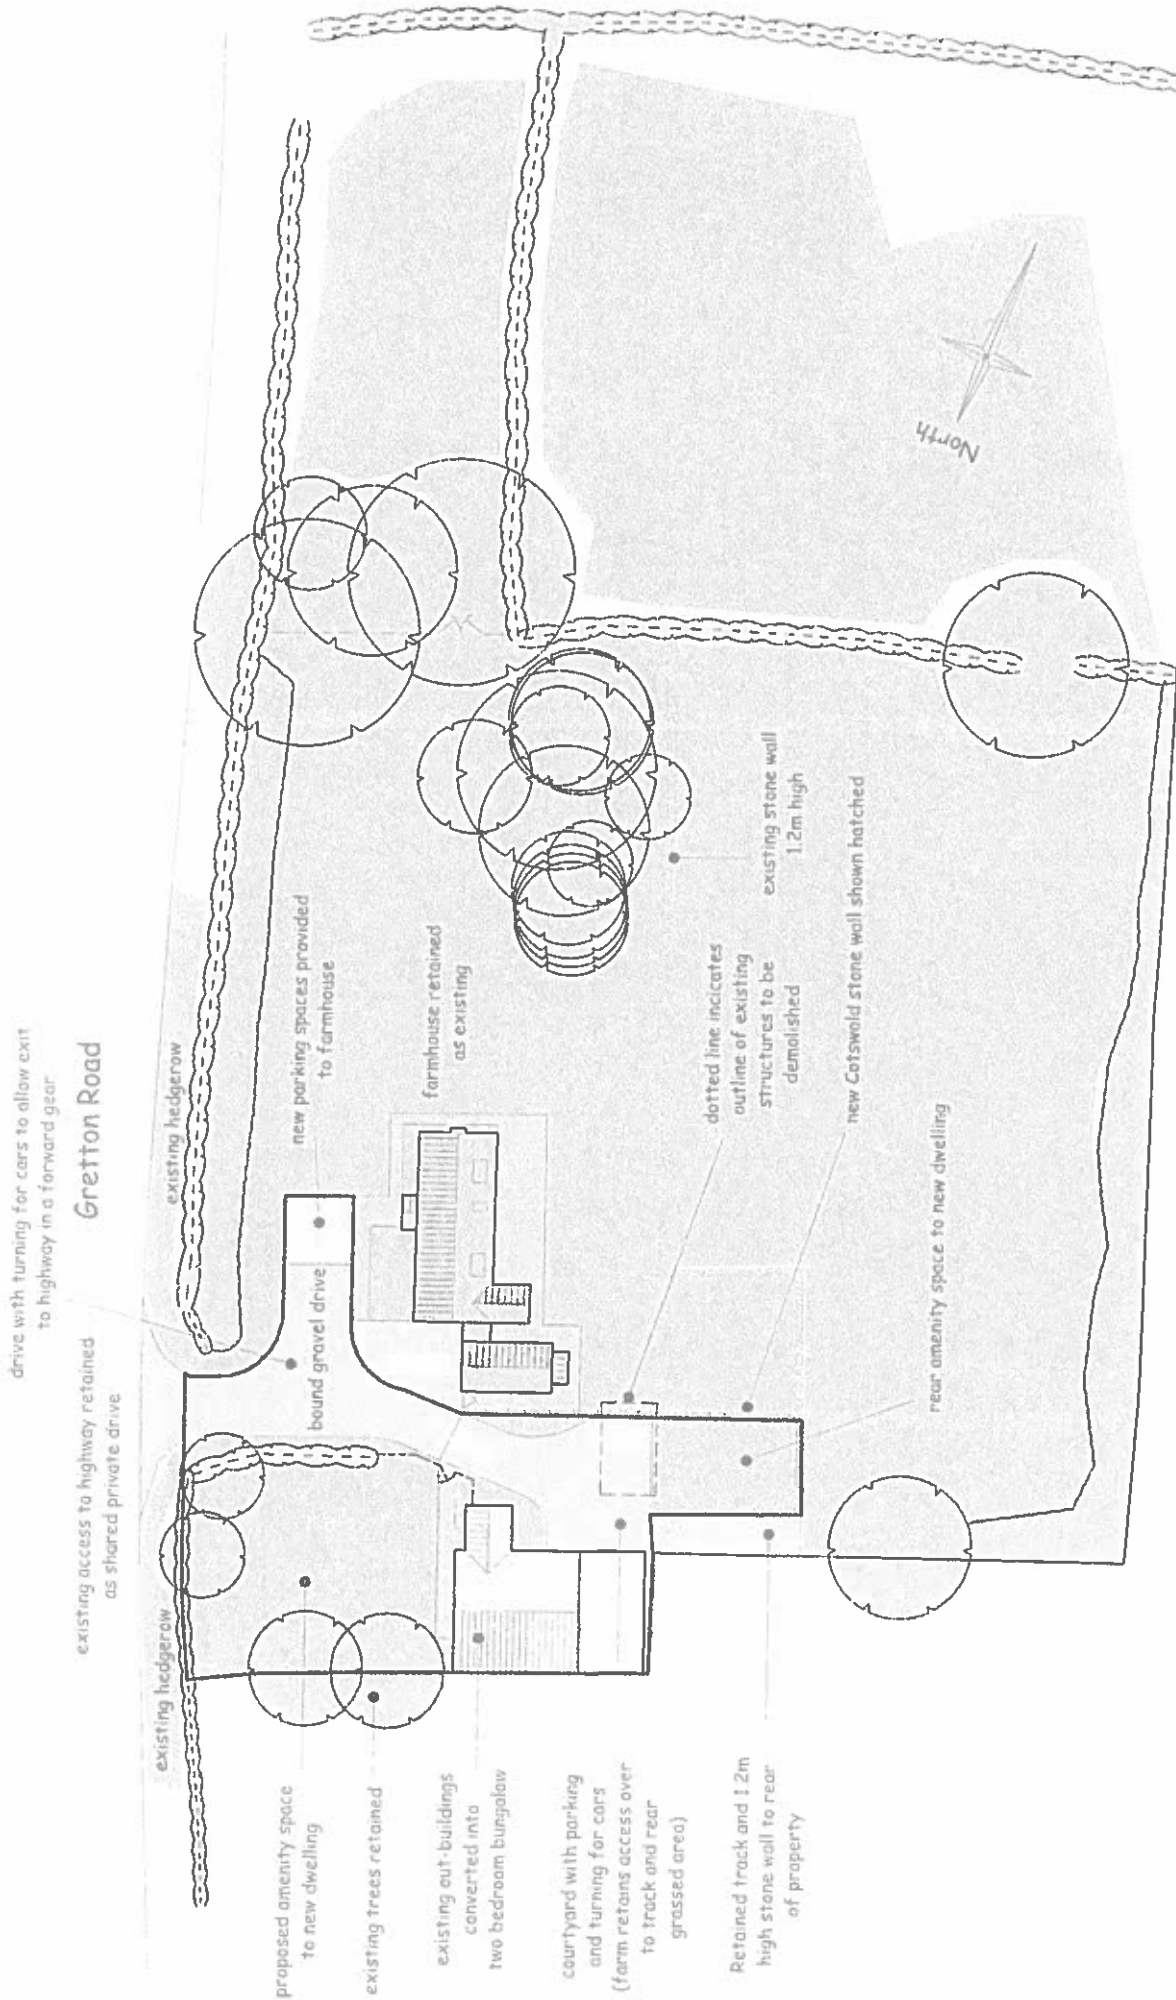 drive with turning for cars to allow exit
to highway in a forward gear
Gretton Road
existing access to highway retained
as shared private drive
existing hedgerow
existing hedgerow
new parking spaces provided
to farmhouse
bound gravel drive
farmhouse retained
as existing
proposed amenity space
to new dwelling
existing trees retained
existing out-buildings
converted into
two bedroom bungalow
courtyard with parking
and turning for cars
(farm retains access over
to track and rear
grassed area)
Retained track and 1.2m
high stone wall to rear
of property
dotted line incicates
outline of existing
structures to be
demolished
existing stone wall
1.2m high
new Cotswold stone wall shown hatched
rear amenity space to new dwelling
North